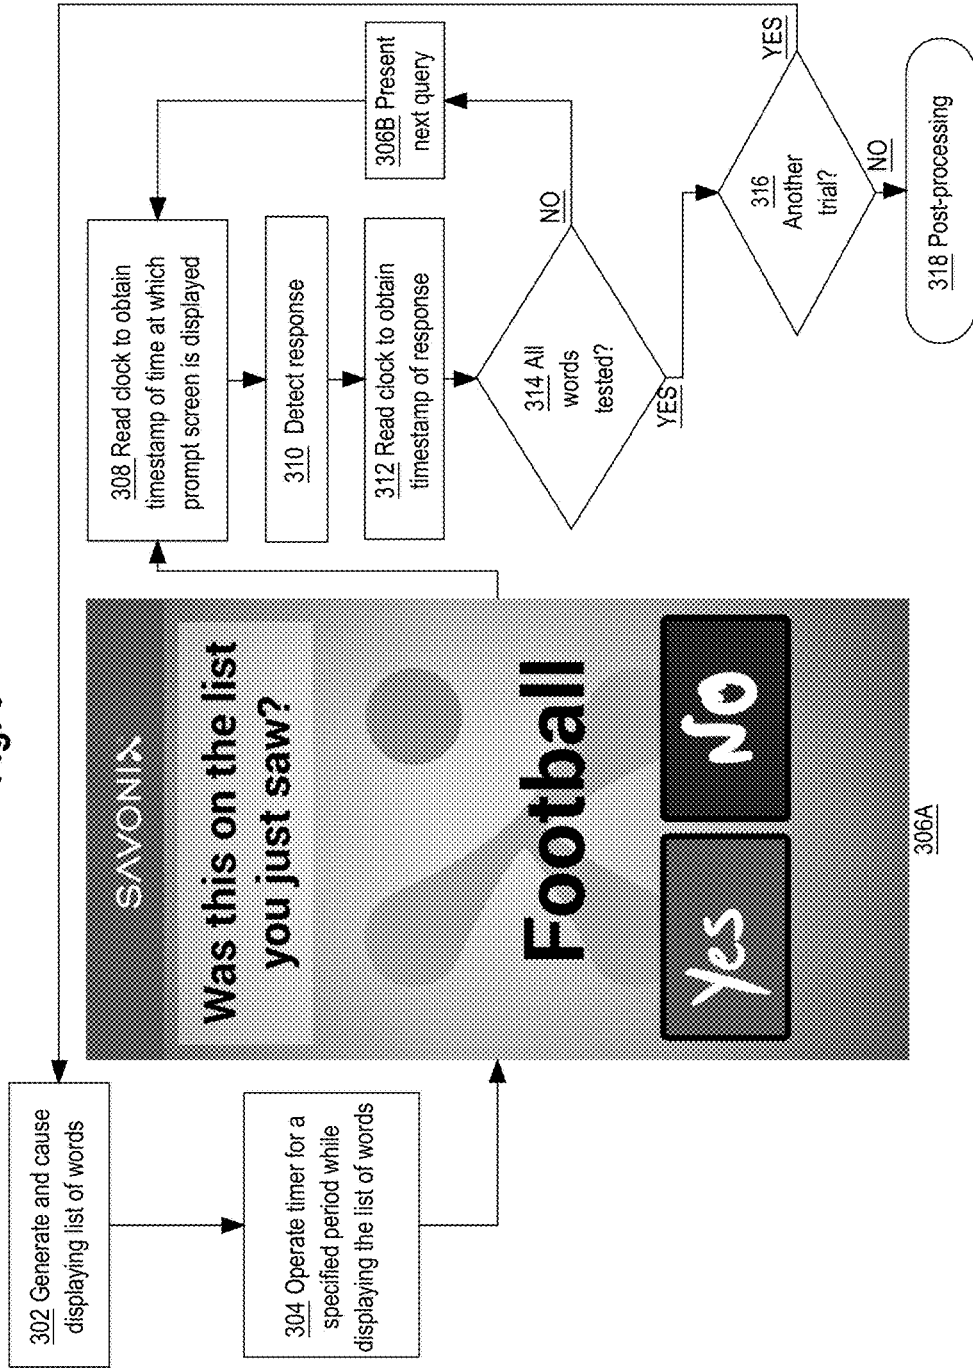 302 Generate and cause
displaying list of words
304 Operate timer for a
specified period while
displaying the list of words
SAVONIX
Was this on the list
you just saw?
Football
Yes
NO
306A
308 Read clock to obtain
timestamp of time at which
prompt screen is displayed
310 Detect response
312 Read clock to obtain
timestamp of response
314 All
words
tested?
NO
YES
306B Present
next query
316
Another
trial?
YES
NO
318 Post-processing